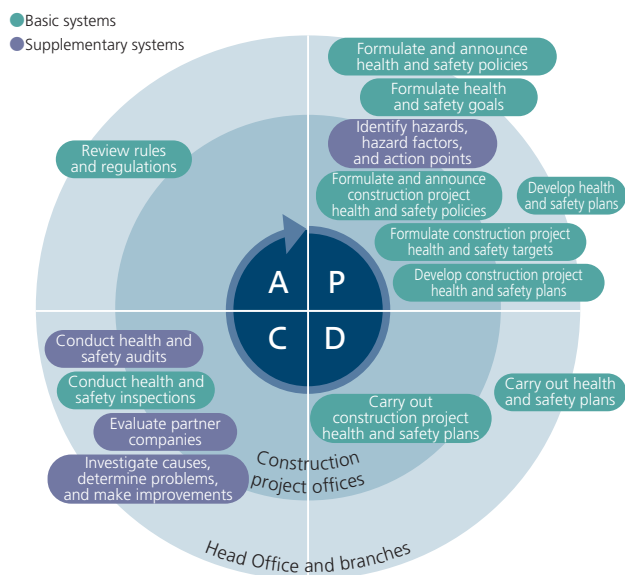 Basic systems
Supplementary systems
Formulate and announce
health and safety policies
Formulate health
and safety goals
Identify hazards,
hazard factors,
and action points
Review rules
and regulations
Formulate and announce
construction project
health and safety policies
Develop health
and safety plans
Formulate construction project
health and safety targets
Develop construction project
health and safety plans
A
P
C
D
Conduct health and
safety audits
Conduct health and
safety inspections
Evaluate partner
companies
Investigate causes,
determine problems,
and make improvements
Carry out
construction project
health and safety plans
Carry out health
and safety plans
Construction
project offices
Head Office and branches